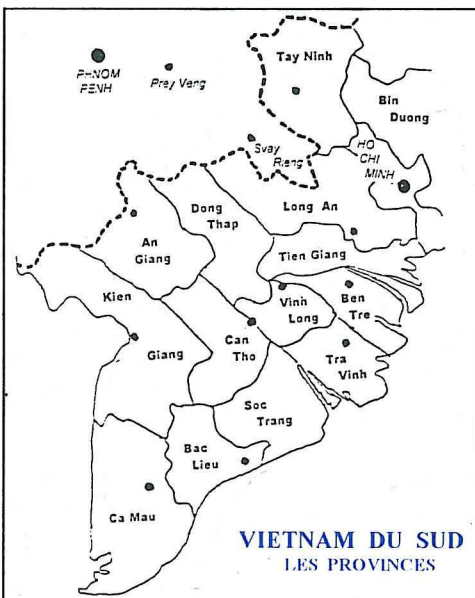 PHNOM
PENH
Prey Veng
Tay Ninh
Bin
Duong
Svay
Rieng
HO
CHI
MINH
Dong
Thap
Long An
An
Giang
Tien Giang
Kien
Giang
Vinh
Long
Ben
Tre
Can
Tho
Tra
Vinh
Soc
Trang
Bac
Lieu
Ca Mau
VIETNAM DU SUD
LES PROVINCES